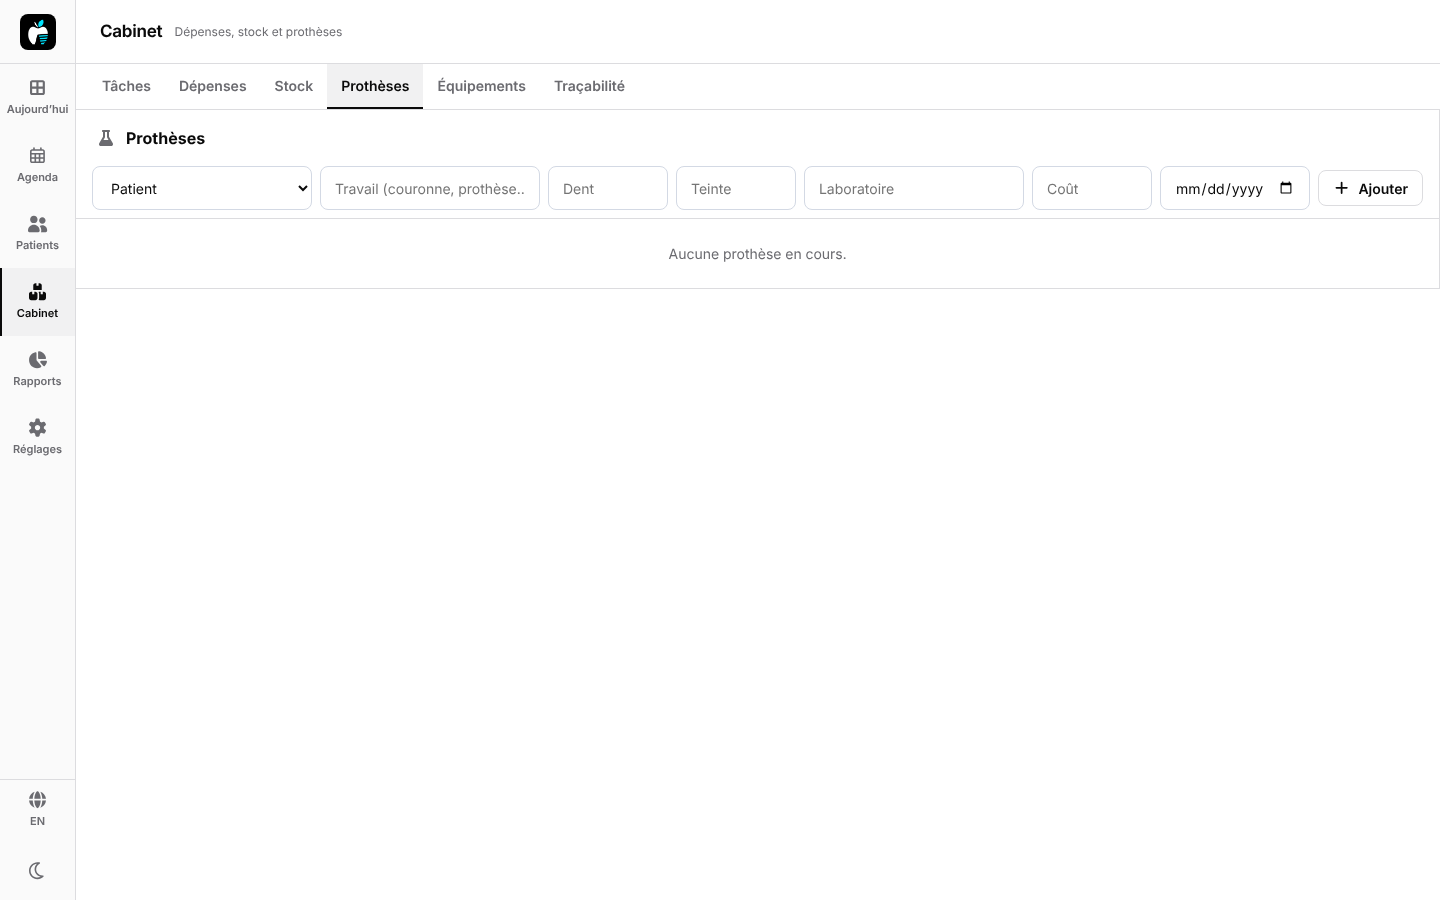 Cabinet Dépenses, stock et prothèses
Tâches Dépenses Stock Prothèses Équipements Traçabilité
Aujourd’hui
Agenda
Patients
Cabinet
Rapports
Réglages
EN
Prothèses
Patient Travail (couronne, prothèse.. Dent Teinte Laboratoire Coût mm/dd/yyyy Ajouter
Aucune prothèse en cours.